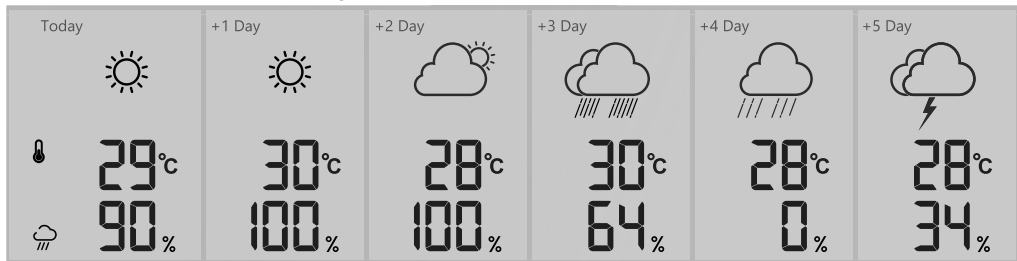 Today +1 Day +2 Day +3 Day +4 Day +5 Day
29°C 30°C 28°C 30°C 28°C 28°C
90% 100% 100% 64% 0% 34%